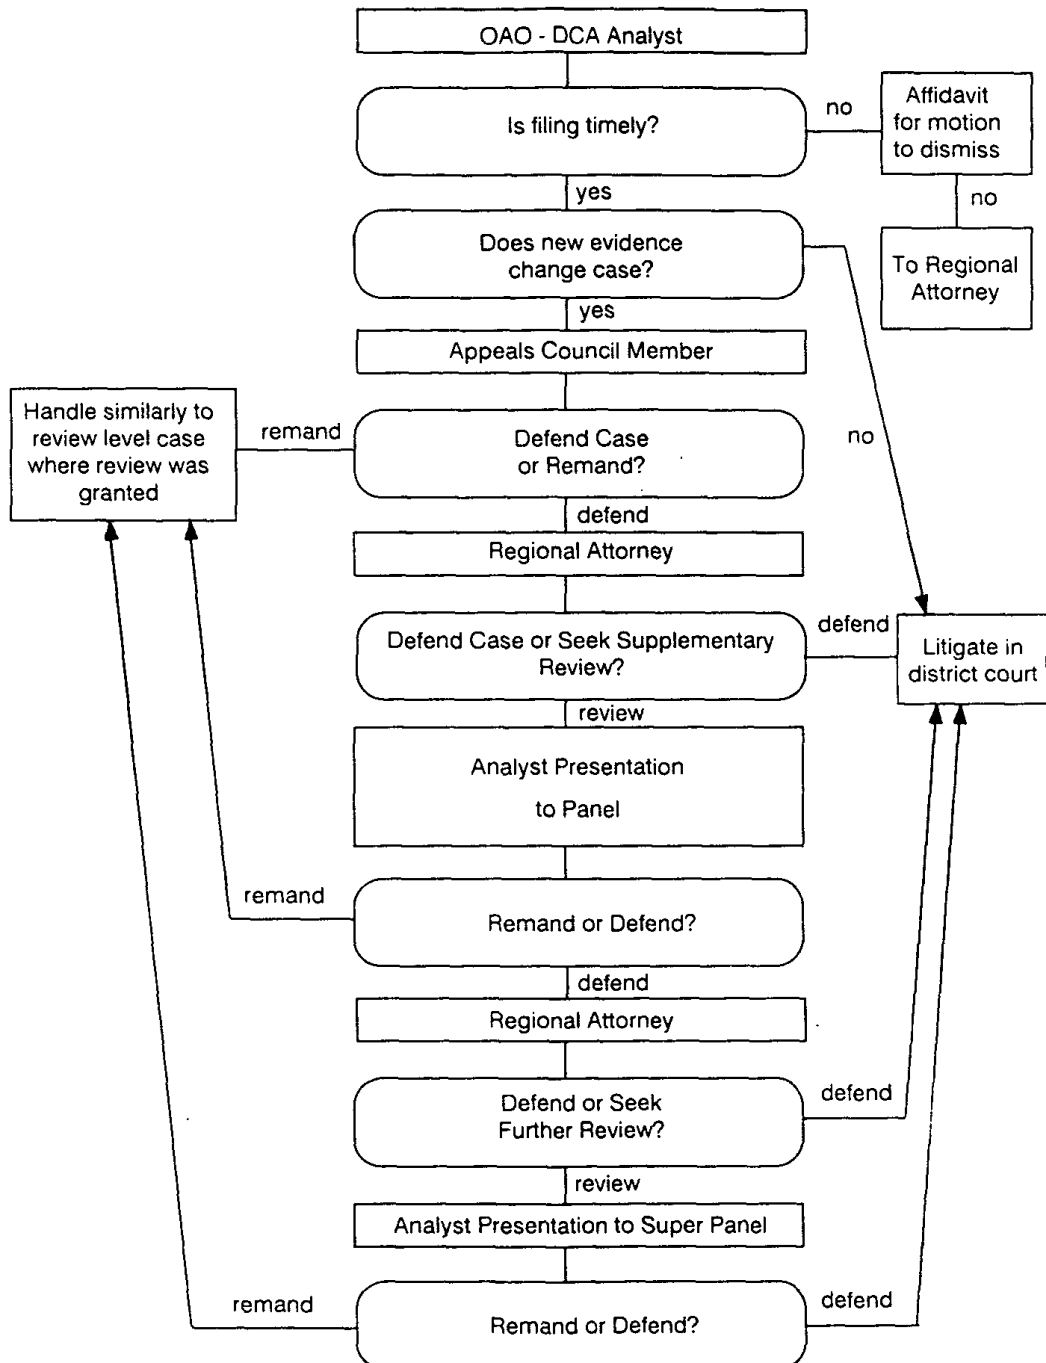 OAO - DCA Analyst
Is filing timely?
no
Affidavit
for motion
to dismiss
yes
no
Does new evidence
change case?
To Regional
Attorney
yes
Appeals Council Member
no
Handle similarly to
review level case
where review was
granted
remand
Defend Case
or Remand?
defend
Regional Attorney
Defend Case or Seek Supplementary
Review?
defend
Litigate in
district court
review
Analyst Presentation
to Panel
remand
Remand or Defend?
defend
Regional Attorney
Defend or Seek
Further Review?
defend
review
Analyst Presentation to Super Panel
remand
Remand or Defend?
defend